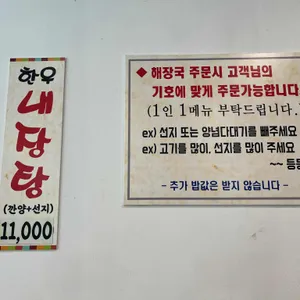 한우
내장탕
(깐양+선지)
11,000
◆ 해장국 주문시 고객님의
기호에 맞게 주문가능합니다
(1인 1메뉴 부탁드립니다.
ex) 선지 또는 양념다대기를 빼주세요
ex) 고기를 많이, 선지를 많이 주세요
~~ 등등
- 추가 밥값은 받지 않습니다 -